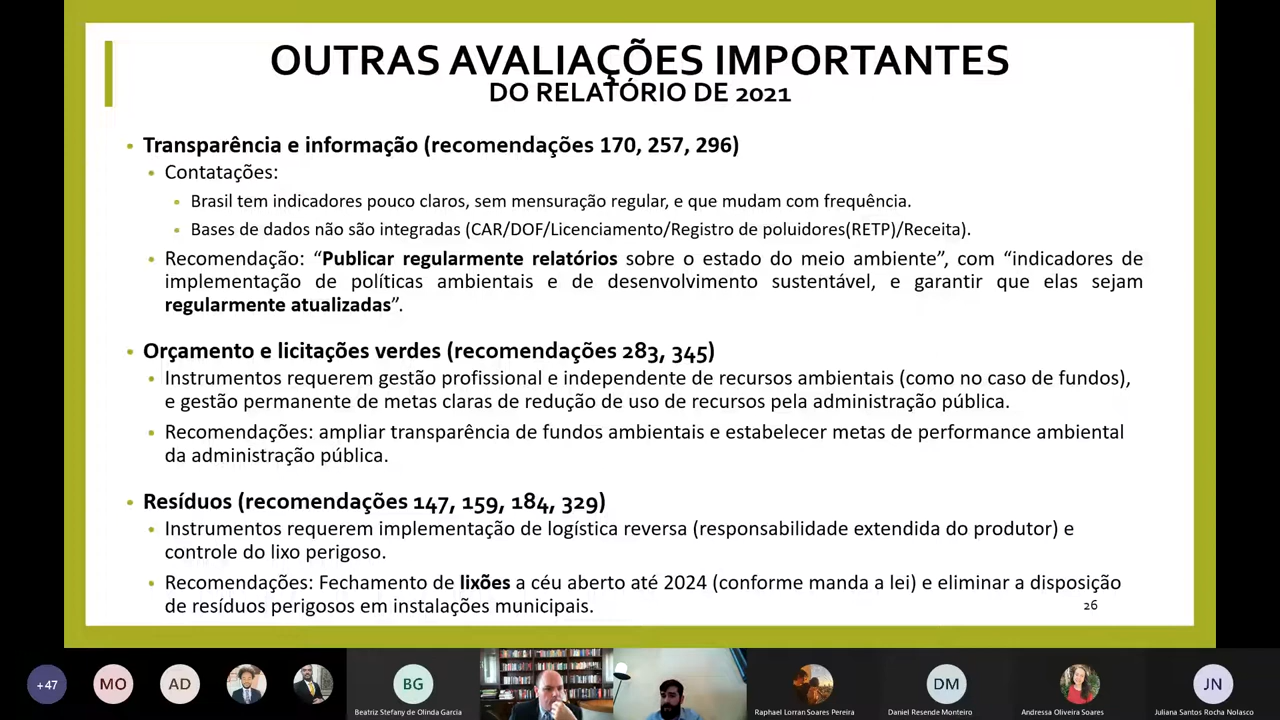 OUTRAS AVALIAÇÕES IMPORTANTES
DO RELATÓRIO DE 2021
• Transparência e informação (recomendações 170, 257, 296)
• Contatações:
• Brasil tem indicadores pouco claros, sem mensuração regular, e que mudam com frequência.
• Bases de dados não são integradas (CAR/DOF/Licenciamento/Registro de poluidores(RETP)/Receita).
• Recomendação: “Publicar regularmente relatórios sobre o estado do meio ambiente”, com “indicadores de
implementação de políticas ambientais e de desenvolvimento sustentável, e garantir que elas sejam
regularmente atualizadas”.
• Orçamento e licitações verdes (recomendações 283, 345)
• Instrumentos requerem gestão profissional e independente de recursos ambientais (como no caso de fundos),
e gestão permanente de metas claras de redução de uso de recursos pela administração pública.
• Recomendações: ampliar transparência de fundos ambientais e estabelecer metas de performance ambiental
da administração pública.
• Resíduos (recomendações 147, 159, 184, 329)
• Instrumentos requerem implementação de logística reversa (responsabilidade extendida do produtor) e
controle do lixo perigoso.
• Recomendações: Fechamento de lixões a céu aberto até 2024 (conforme manda a lei) e eliminar a disposição
de resíduos perigosos em instalações municipais.
26
+47
MO
AD
BG
Beatriz Stefany de Olinda Garcia
Raphael Lorran Soares Pereira
DM
Daniel Resende Monteiro
Andressa Oliveira Soares
JN
Juliana Santos Rocha Nolasco